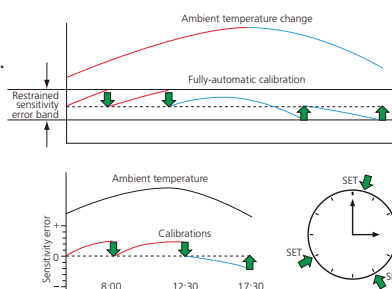 Ambient temperature change
Fully-automatic calibration
Restrained
sensitivity
error band
Ambient temperature
Calibrations
Sensitivity error
+
0
−
8:00
12:30
17:30
SET
SET